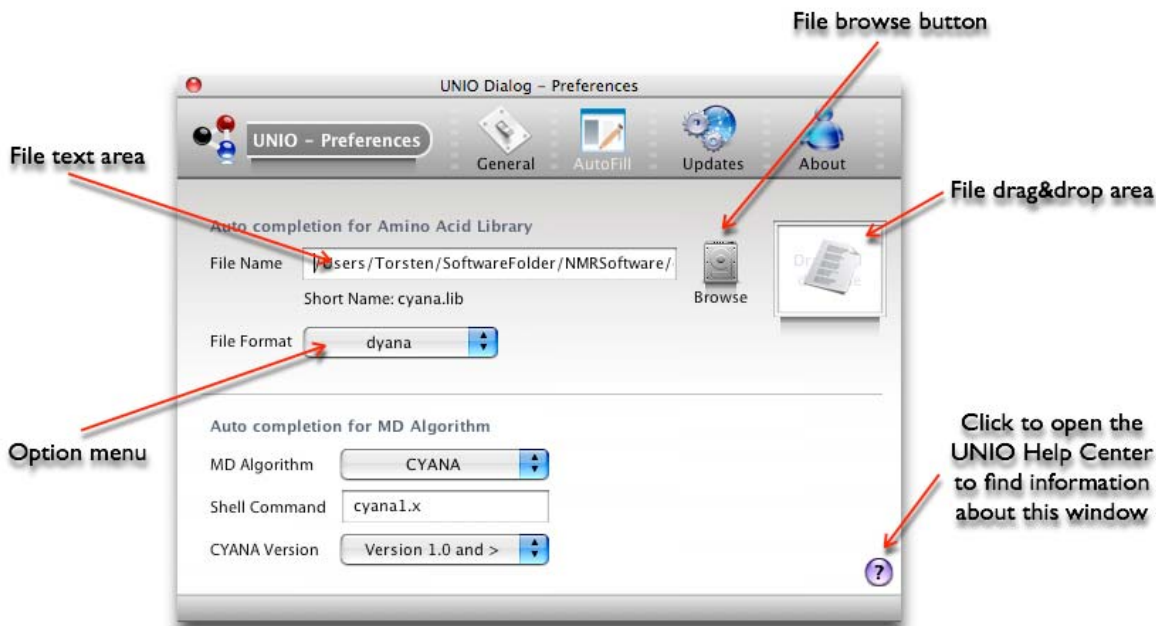 File browse button
UNIO Dialog – Preferences
UNIO – Preferences
General
AutoFill
Updates
About
File text area
File drag&drop area
Auto completion for Amino Acid Library
File Name
/Users/Torsten/SoftwareFolder/NMRSoftware/
Browse
Short Name: cyana.lib
File Format
dyana
Option menu
Auto completion for MD Algorithm
MD Algorithm
CYANA
Shell Command
cyana1.x
CYANA Version
Version 1.0 and >
Click to open the
UNIO Help Center
to find information
about this window
?